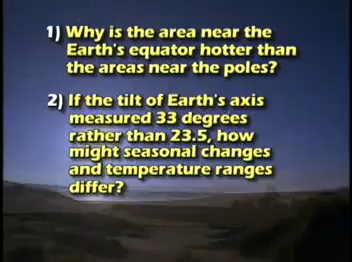 1) Why is the area near the
Earth's equator hotter than
the areas near the poles?
2) If the tilt of Earth's axis
measured 33 degrees
rather than 23.5, how
might seasonal changes
and temperature ranges
differ?